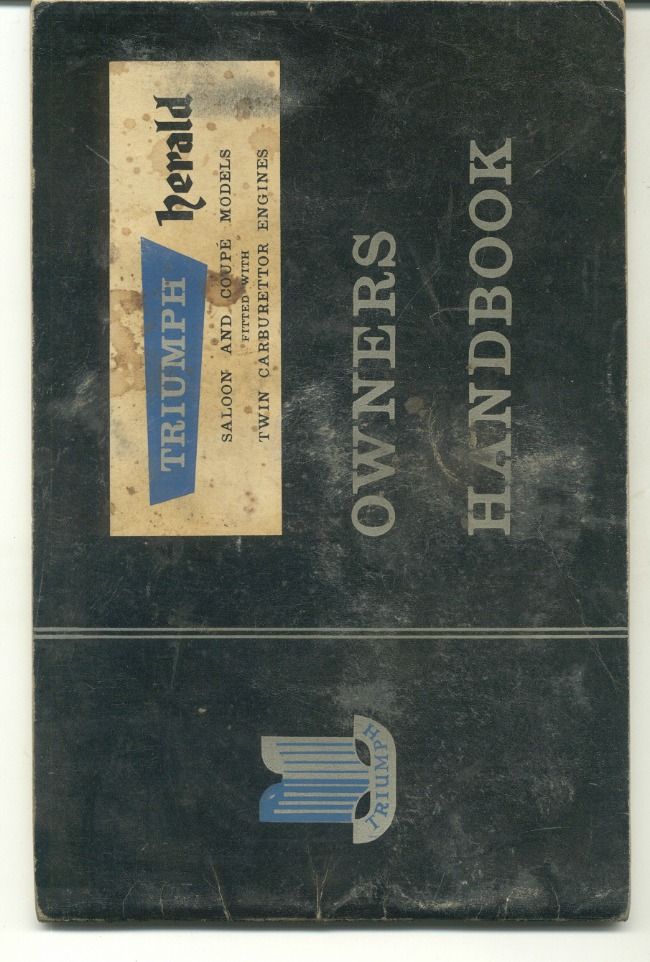 TRIUMPH herald
SALOON AND COUPÉ MODELS
FITTED WITH
TWIN CARBURETTOR ENGINES
OWNERS
HANDBOOK
TRIUMPH